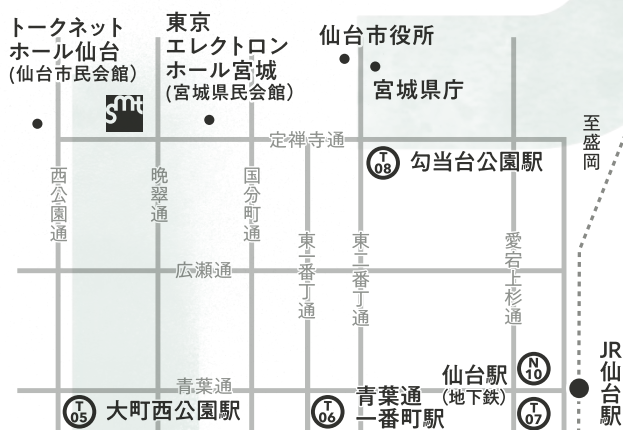 トークネット
ホール仙台
(仙台市民会館)
東京
エレクトロン
ホール宮城
(宮城県民会館)
仙台市役所
宮城県庁
smt
至盛岡
定禅寺通
T
08
勾当台公園駅
西公園通
晩翠通
国分町通
東一番丁通
東二番丁通
愛宕上杉通
広瀬通
青葉通
T
05
大町西公園駅
T
06
青葉通
一番町駅
仙台駅
(地下鉄)
N
10
T
07
JR
仙台駅